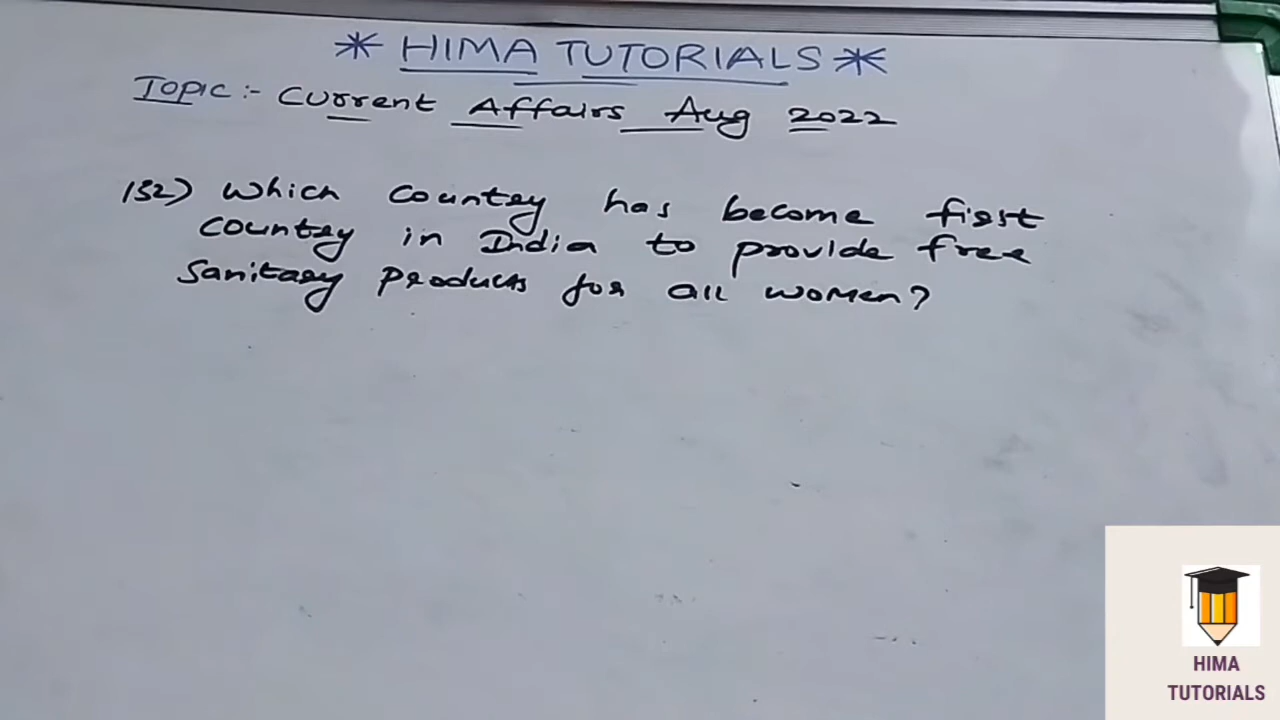 * HIMA TUTORIALS *
Topic:- Current Affairs Aug 2022
152) Which country has become first
country in India to provide free
sanitary products for all women?
HIMA
TUTORIALS